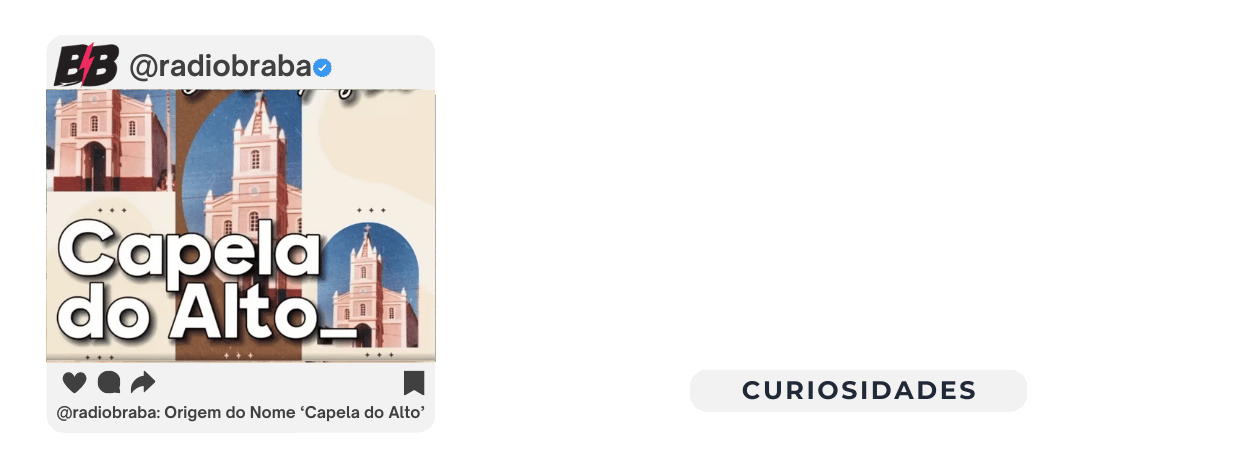 BB @radiobraba
Capela
do Alto_
@radiobraba: Origem do Nome ‘Capela do Alto’
CURIOSIDADES